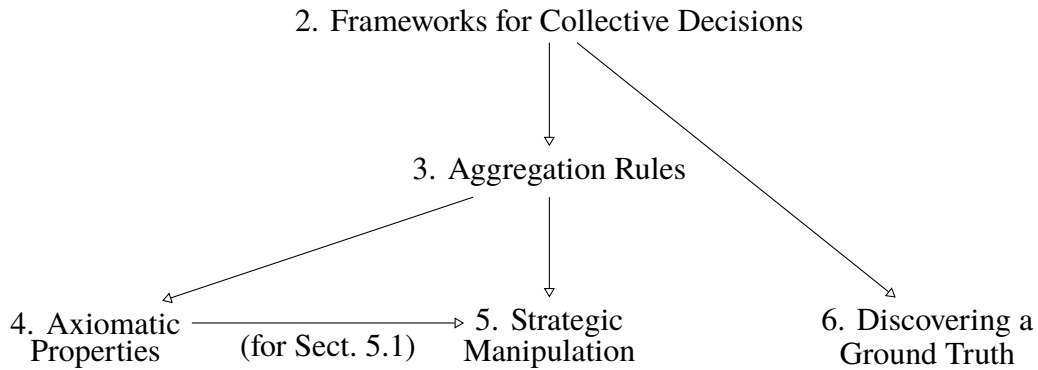 2. Frameworks for Collective Decisions
3. Aggregation Rules
4. Axiomatic
Properties
(for Sect. 5.1)
5. Strategic
Manipulation
6. Discovering a
Ground Truth